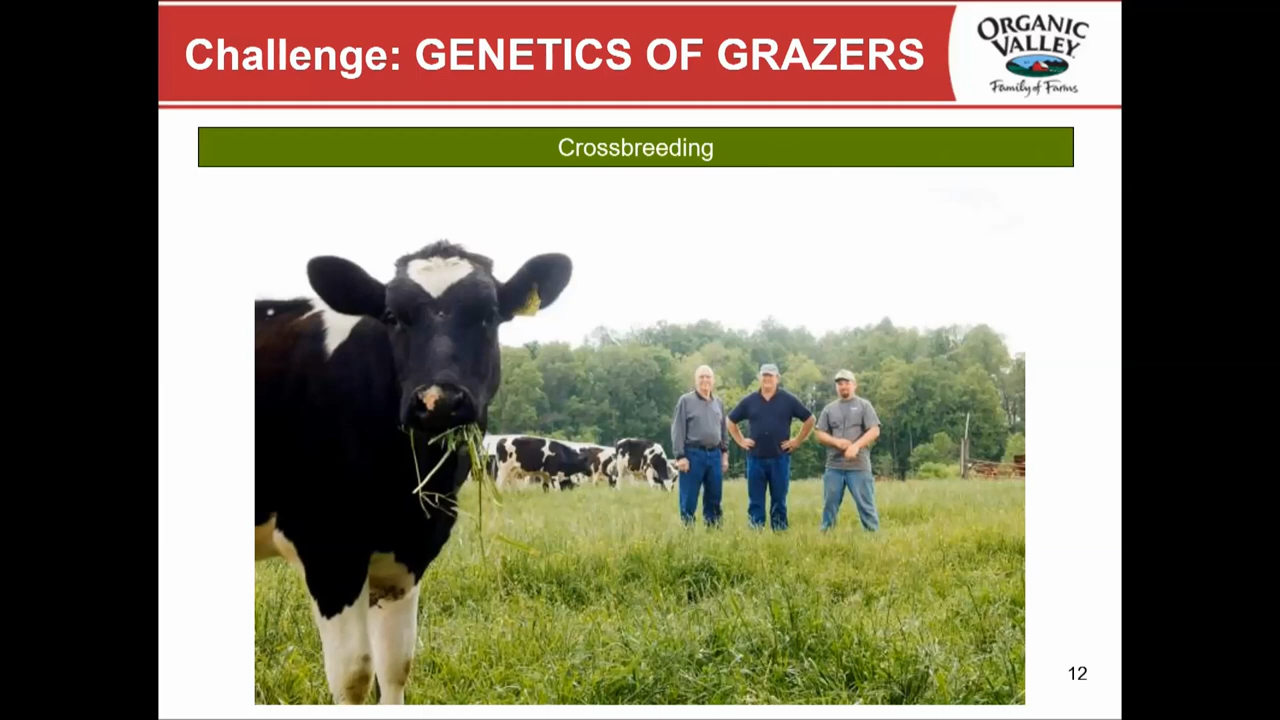 Challenge: GENETICS OF GRAZERS
ORGANIC
VALLEY
Family of Farms
Crossbreeding
12